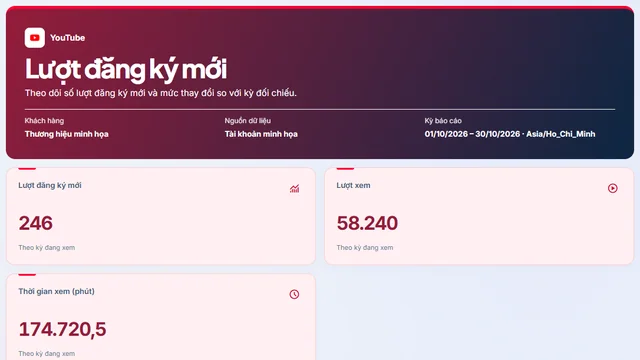 YouTube
Lượt đăng ký mới
Theo dõi số lượt đăng ký mới và mức thay đổi so với kỳ đối chiếu.
Khách hàng
Thương hiệu minh họa
Nguồn dữ liệu
Tài khoản minh họa
Kỳ báo cáo
01/10/2026 – 30/10/2026 · Asia/Ho_Chi_Minh
Lượt đăng ký mới
246
Theo kỳ đang xem
Lượt xem
58.240
Theo kỳ đang xem
Thời gian xem (phút)
174.720,5
Theo kỳ đang xem